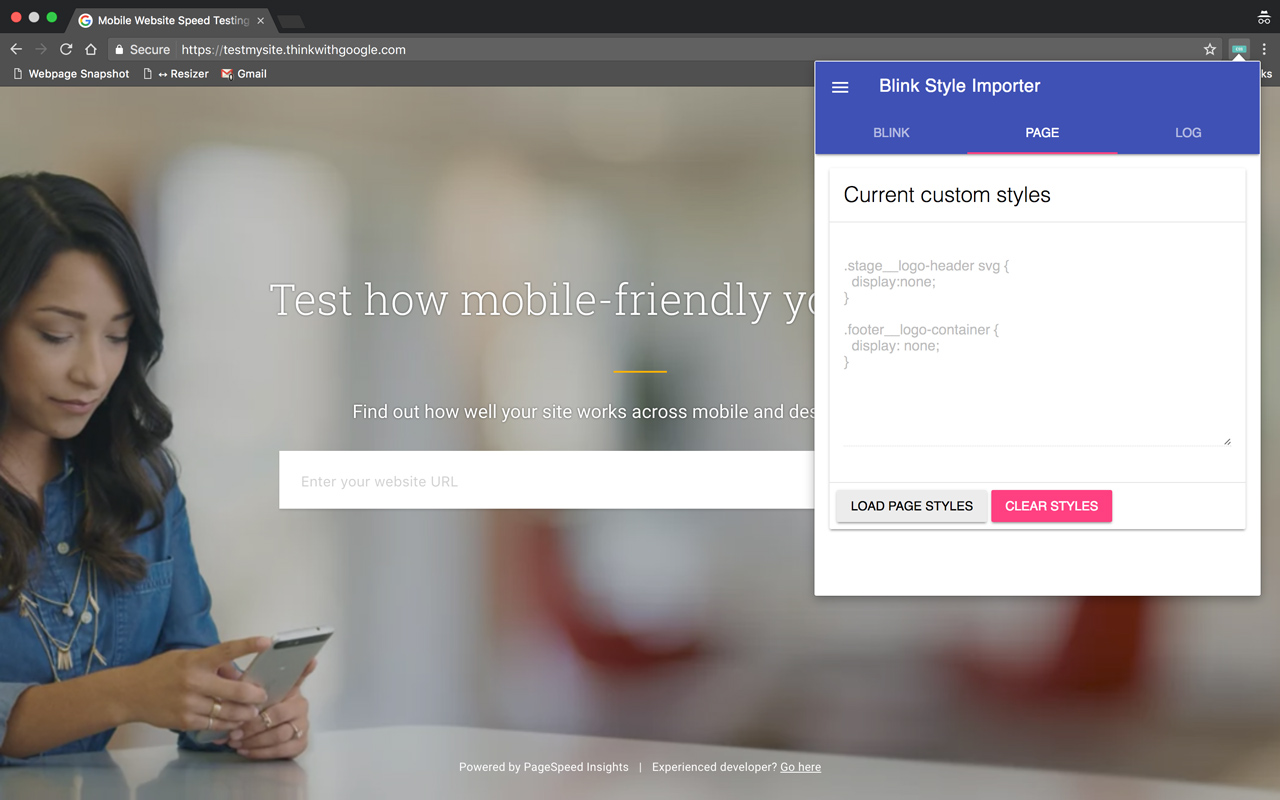 Mobile Website Speed Testing
Secure https://testmysite.thinkwithgoogle.com
Webpage Snapshot ↔ Resizer Gmail
Blink Style Importer
BLINK PAGE LOG
Current custom styles
.stage__logo-header svg {
display:none;
}
.footer__logo-container {
display: none;
}
LOAD PAGE STYLES CLEAR STYLES
Test how mobile-friendly
Find out how well your site works across mobile and
Enter your website URL
Powered by PageSpeed Insights | Experienced developer? Go here